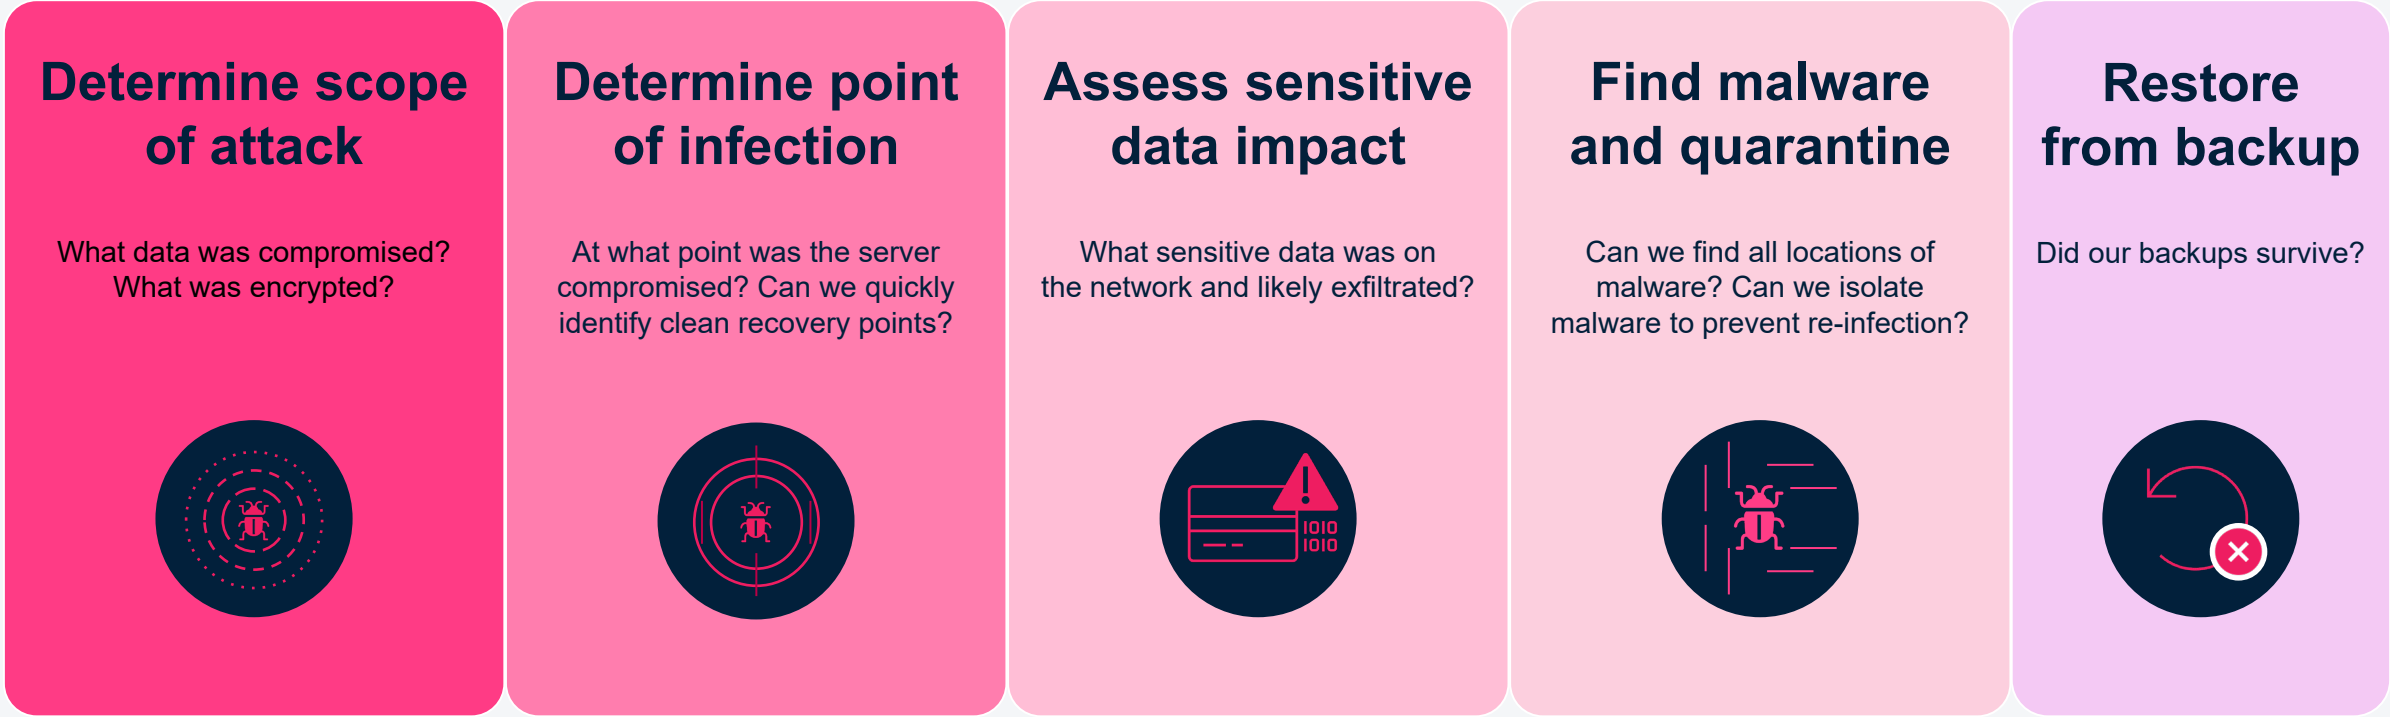 Determine scope
of attack
What data was compromised?
What was encrypted?
Determine point
of infection
At what point was the server
compromised? Can we quickly
identify clean recovery points?
Assess sensitive
data impact
What sensitive data was on
the network and likely exfiltrated?
IOIO
IOIO
Find malware
and quarantine
Can we find all locations of
malware? Can we isolate
malware to prevent re-infection?
Restore
from backup
Did our backups survive?